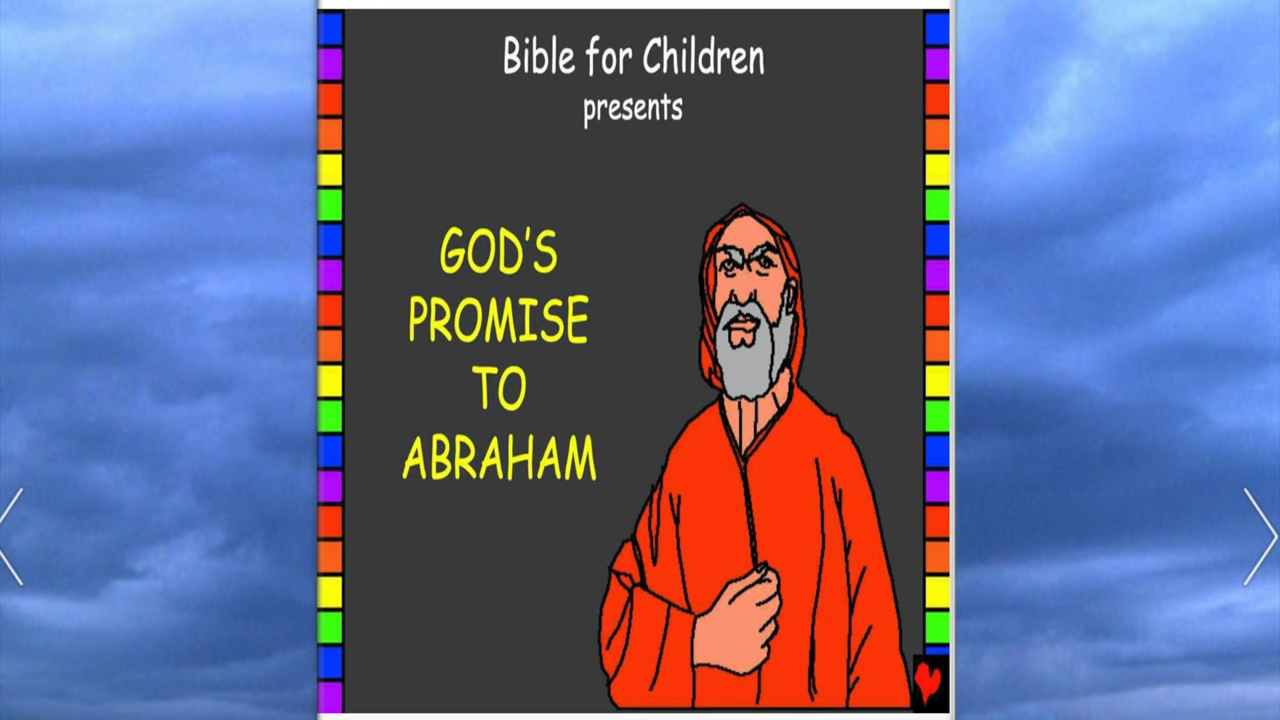 Bible for Children
presents
GOD'S
PROMISE
TO
ABRAHAM